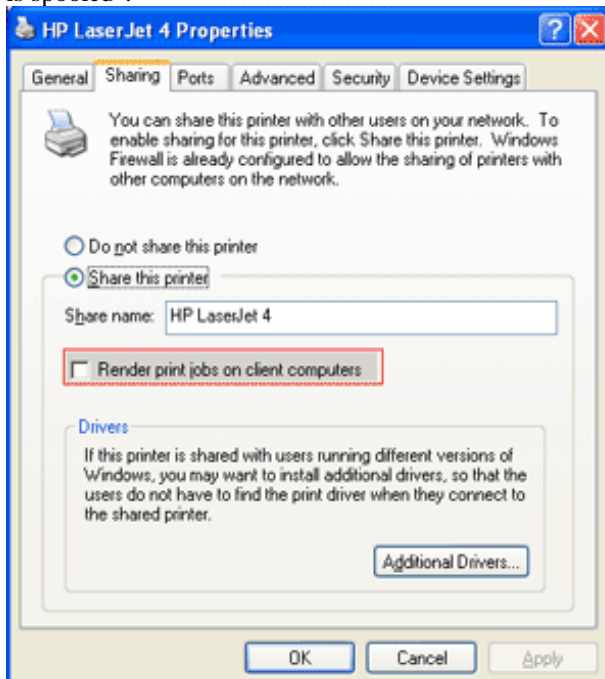 is spooled".
HP LaserJet 4 Properties
General Sharing Ports Advanced Security Device Settings
You can share this printer with other users on your network. To
enable sharing for this printer, click Share this printer. Windows
Firewall is already configured to allow the sharing of printers with
other computers on the network.
Do not share this printer
Share this printer
Share name: HP LaserJet 4
Render print jobs on client computers
Drivers
If this printer is shared with users running different versions of
Windows, you may want to install additional drivers, so that the
users do not have to find the print driver when they connect to
the shared printer.
Additional Drivers...
OK Cancel Apply